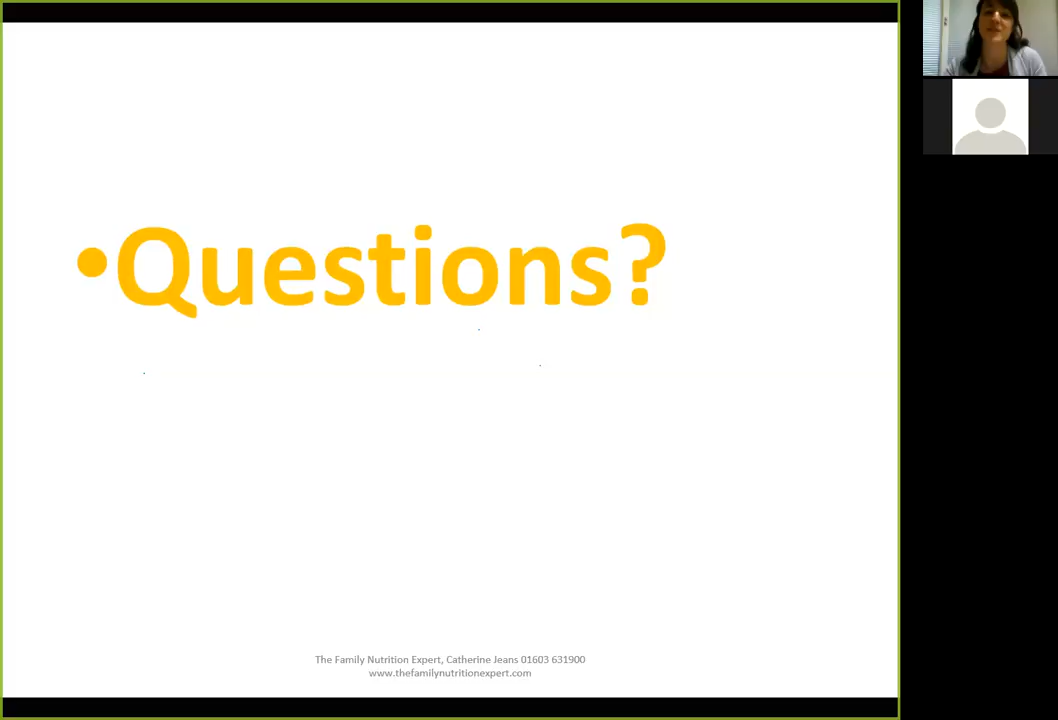 •Questions?
The Family Nutrition Expert, Catherine Jeans 01603 631900
www.thefamilynutritionexpert.com